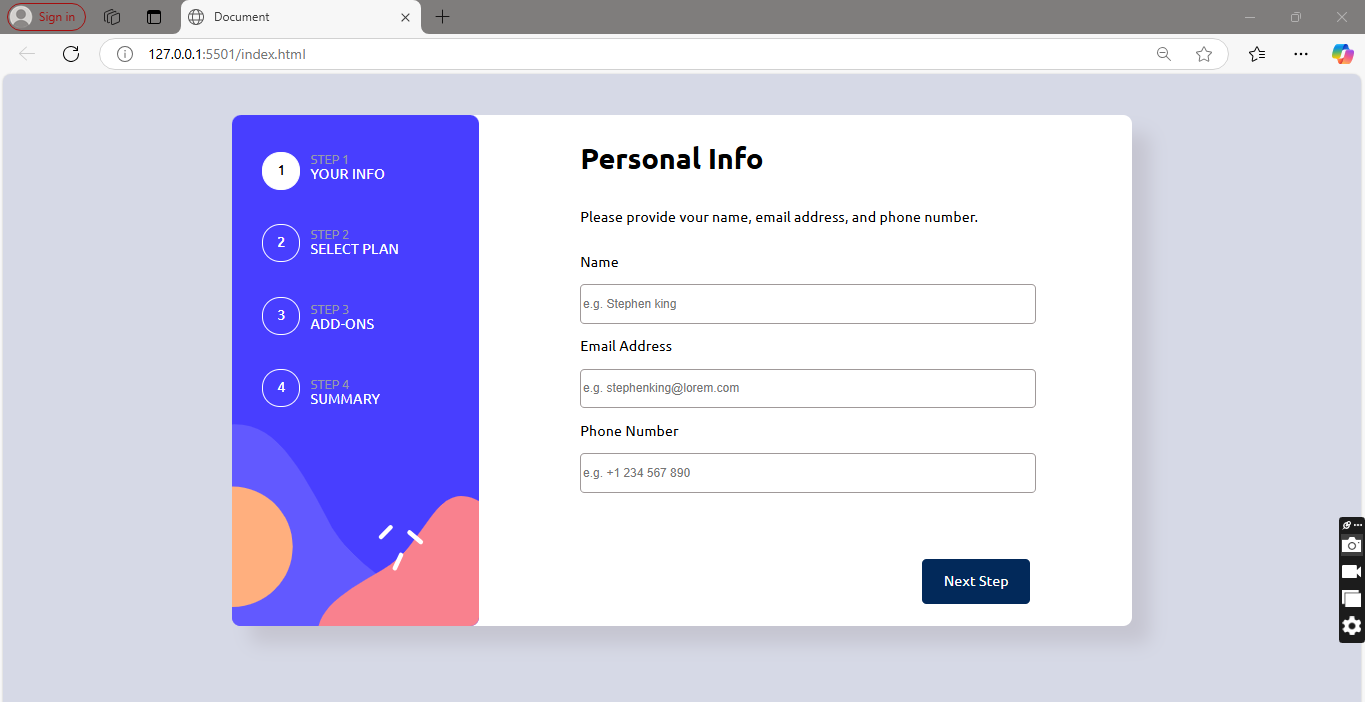 Sign in
Document
127.0.0.1:5501/index.html
1
STEP 1
YOUR INFO
2
STEP 2
SELECT PLAN
3
STEP 3
ADD-ONS
4
STEP 4
SUMMARY
Personal Info
Please provide vour name, email address, and phone number.
Name
e.g. Stephen king
Email Address
e.g. stephenking@lorem.com
Phone Number
e.g. +1 234 567 890
Next Step